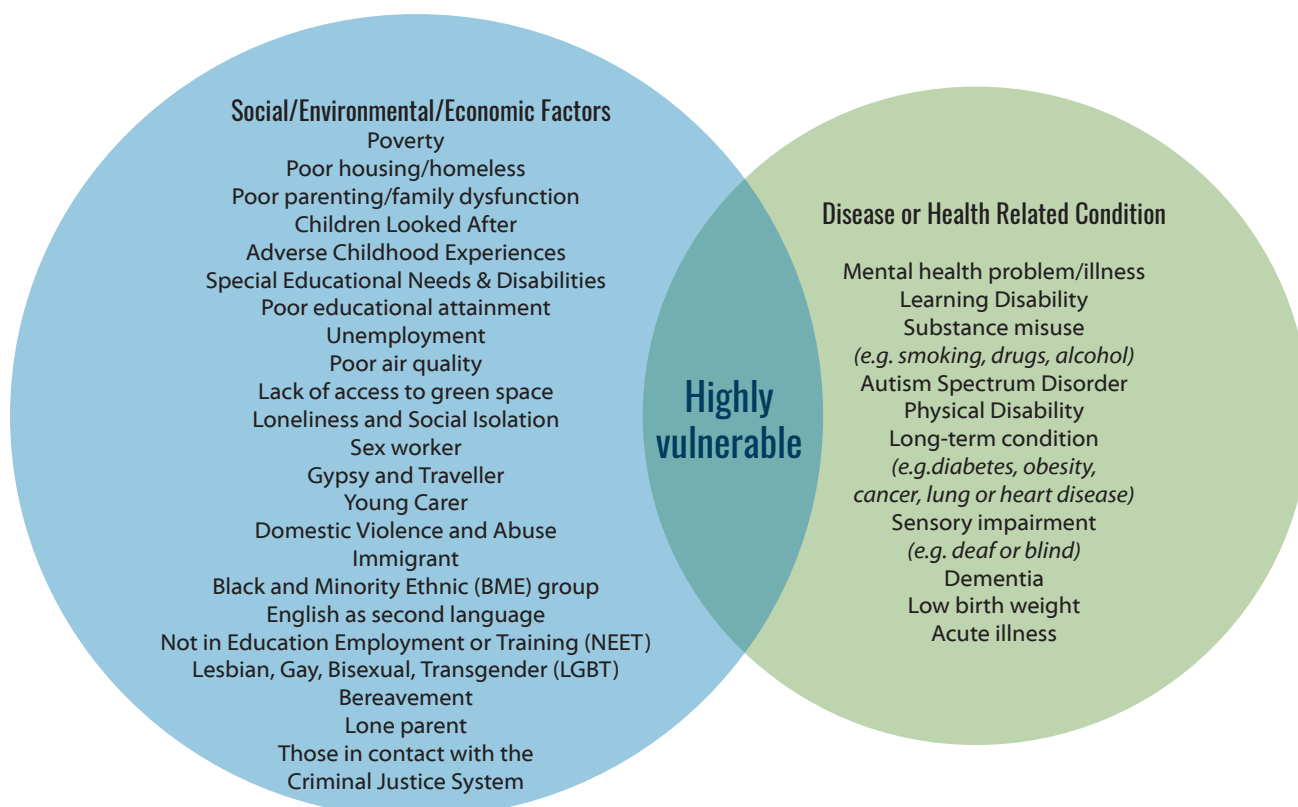 Social/Environmental/Economic Factors
Poverty
Poor housing/homeless
Poor parenting/family dysfunction
Children Looked After
Adverse Childhood Experiences
Special Educational Needs & Disabilities
Poor educational attainment
Unemployment
Poor air quality
Lack of access to green space
Loneliness and Social Isolation
Sex worker
Gypsy and Traveller
Young Carer
Domestic Violence and Abuse
Immigrant
Black and Minority Ethnic (BME) group
English as second language
Not in Education Employment or Training (NEET)
Lesbian, Gay, Bisexual, Transgender (LGBT)
Bereavement
Lone parent
Those in contact with the
Criminal Justice System
Highly
vulnerable
Disease or Health Related Condition
Mental health problem/illness
Learning Disability
Substance misuse
(e.g. smoking, drugs, alcohol)
Autism Spectrum Disorder
Physical Disability
Long-term condition
(e.g.diabetes, obesity,
cancer, lung or heart disease)
Sensory impairment
(e.g. deaf or blind)
Dementia
Low birth weight
Acute illness